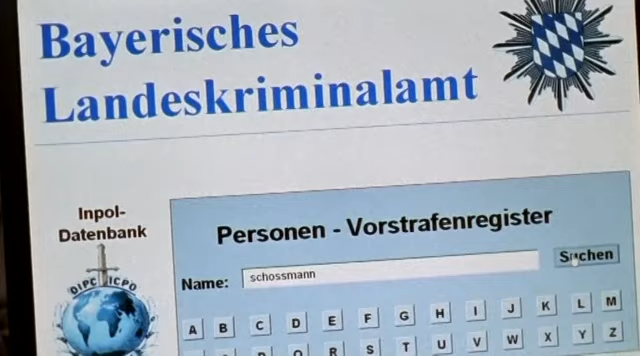 Bayerisches
Landeskriminalamt
Inpol-
Datenbank
OIPC ICPO
Personen - Vorstrafenregister
Name: schossmann Suchen
A B C D E F G H I J K L M
R S T U V W X Y Z